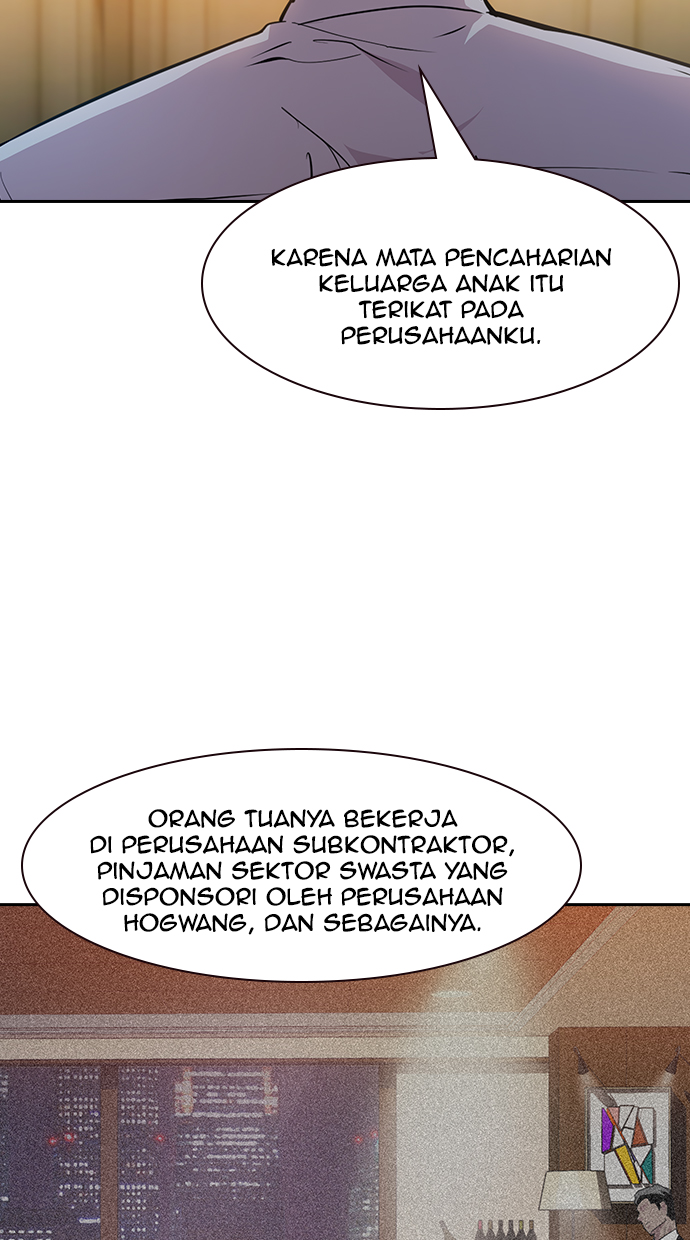 KARENA MATA PENCAHARIAN
KELUARGA ANAK ITU
TERIKAT PADA
PERUSAHAANKU.
ORANG TUANYA BEKERJA
DI PERUSAHAAN SUBKONTRAKTOR,
PINJAMAN SEKTOR SWASTA YANG
DISPONSORI OLEH PERUSAHAAN
HOGWANG, DAN SEBAGAINYA.